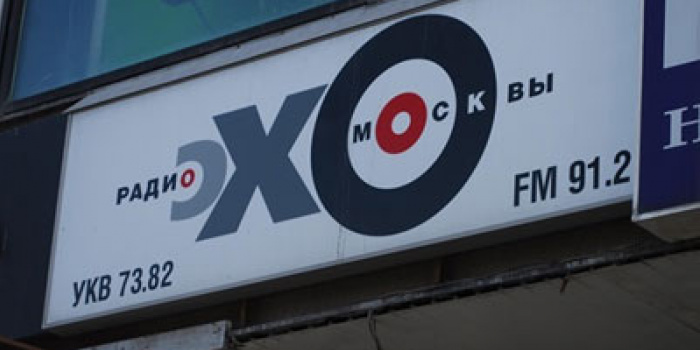 РАДИО ЭХО МОСКВЫ
FM 91.2
УКВ 73.82
Н